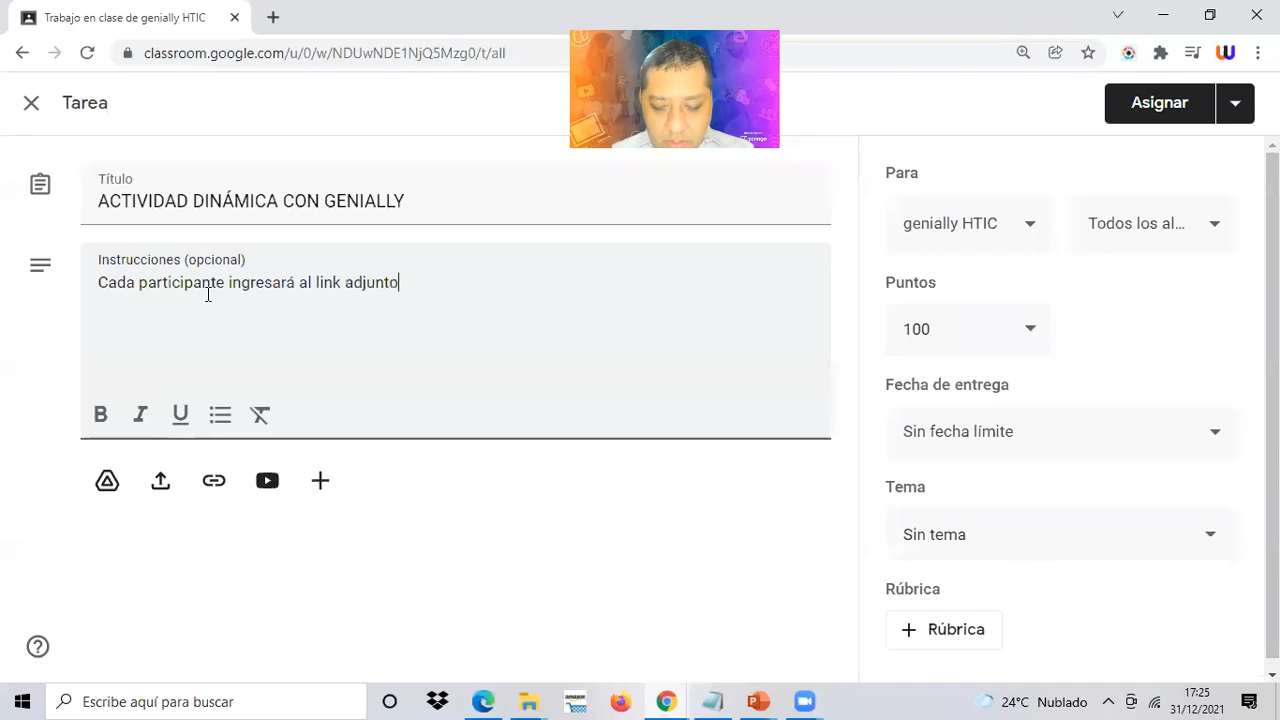 Trabajo en clase de genially HTIC
classroom.google.com/u/0/w/NDUwNDE1NjQ5Mzg0/t/all
Tarea
Asignar
Título
ACTIVIDAD DINÁMICA CON GENIALLY
Instrucciones (opcional)
Cada participante ingresará al link adjunto
B I U
Para
genially HTIC
Todos los al...
Puntos
100
Fecha de entrega
Sin fecha límite
Tema
Sin tema
Rúbrica
+ Rúbrica
Escribe aquí para buscar
24°C Nublado
17:25
31/12/2021